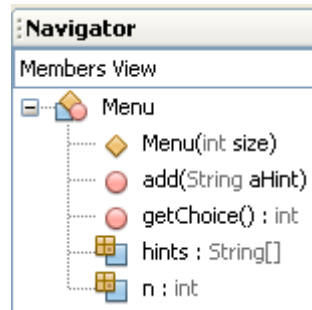 Navigator
Members View
Menu
Menu(int size)
add(String aHint)
getChoice() : int
hints : String[]
n : int